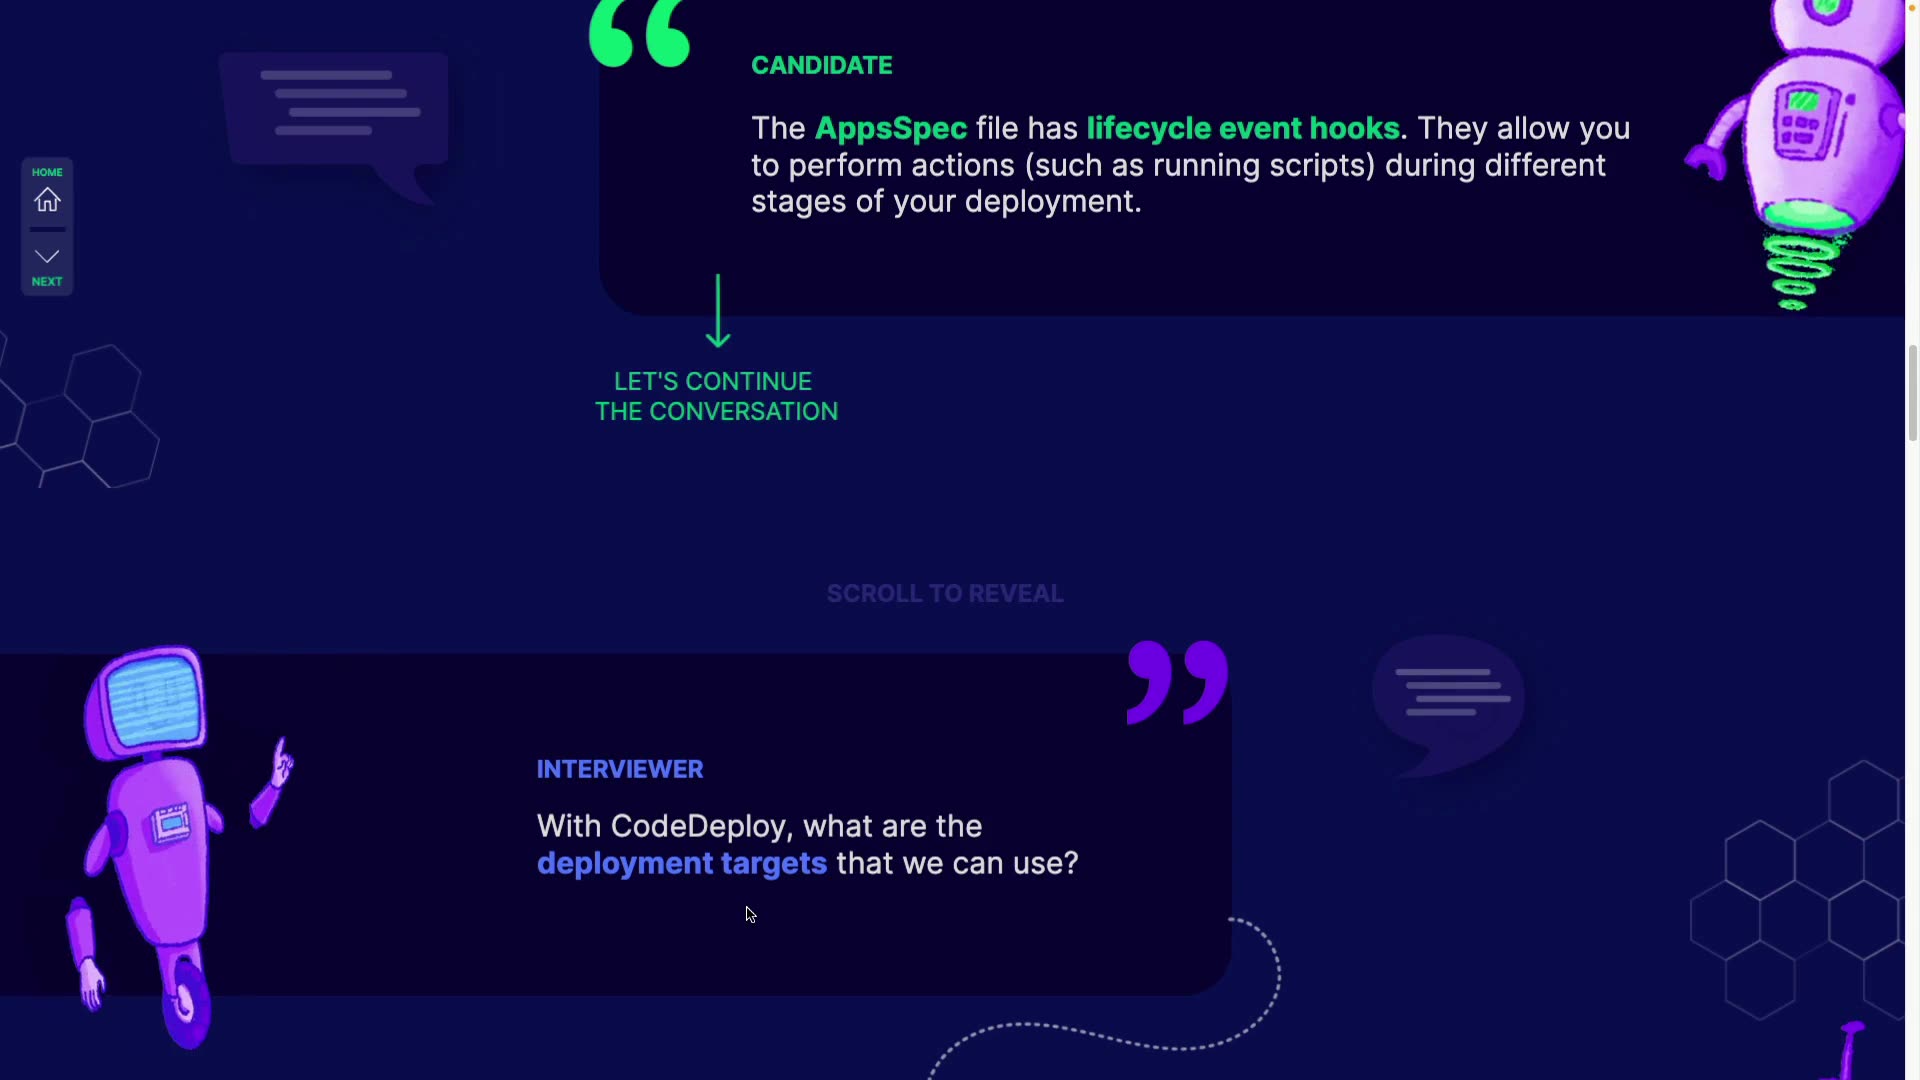 CANDIDATE
The AppsSpec file has lifecycle event hooks. They allow you
to perform actions (such as running scripts) during different
stages of your deployment.
HOME
NEXT
LET'S CONTINUE
THE CONVERSATION
SCROLL TO REVEAL
INTERVIEWER
With CodeDeploy, what are the
deployment targets that we can use?